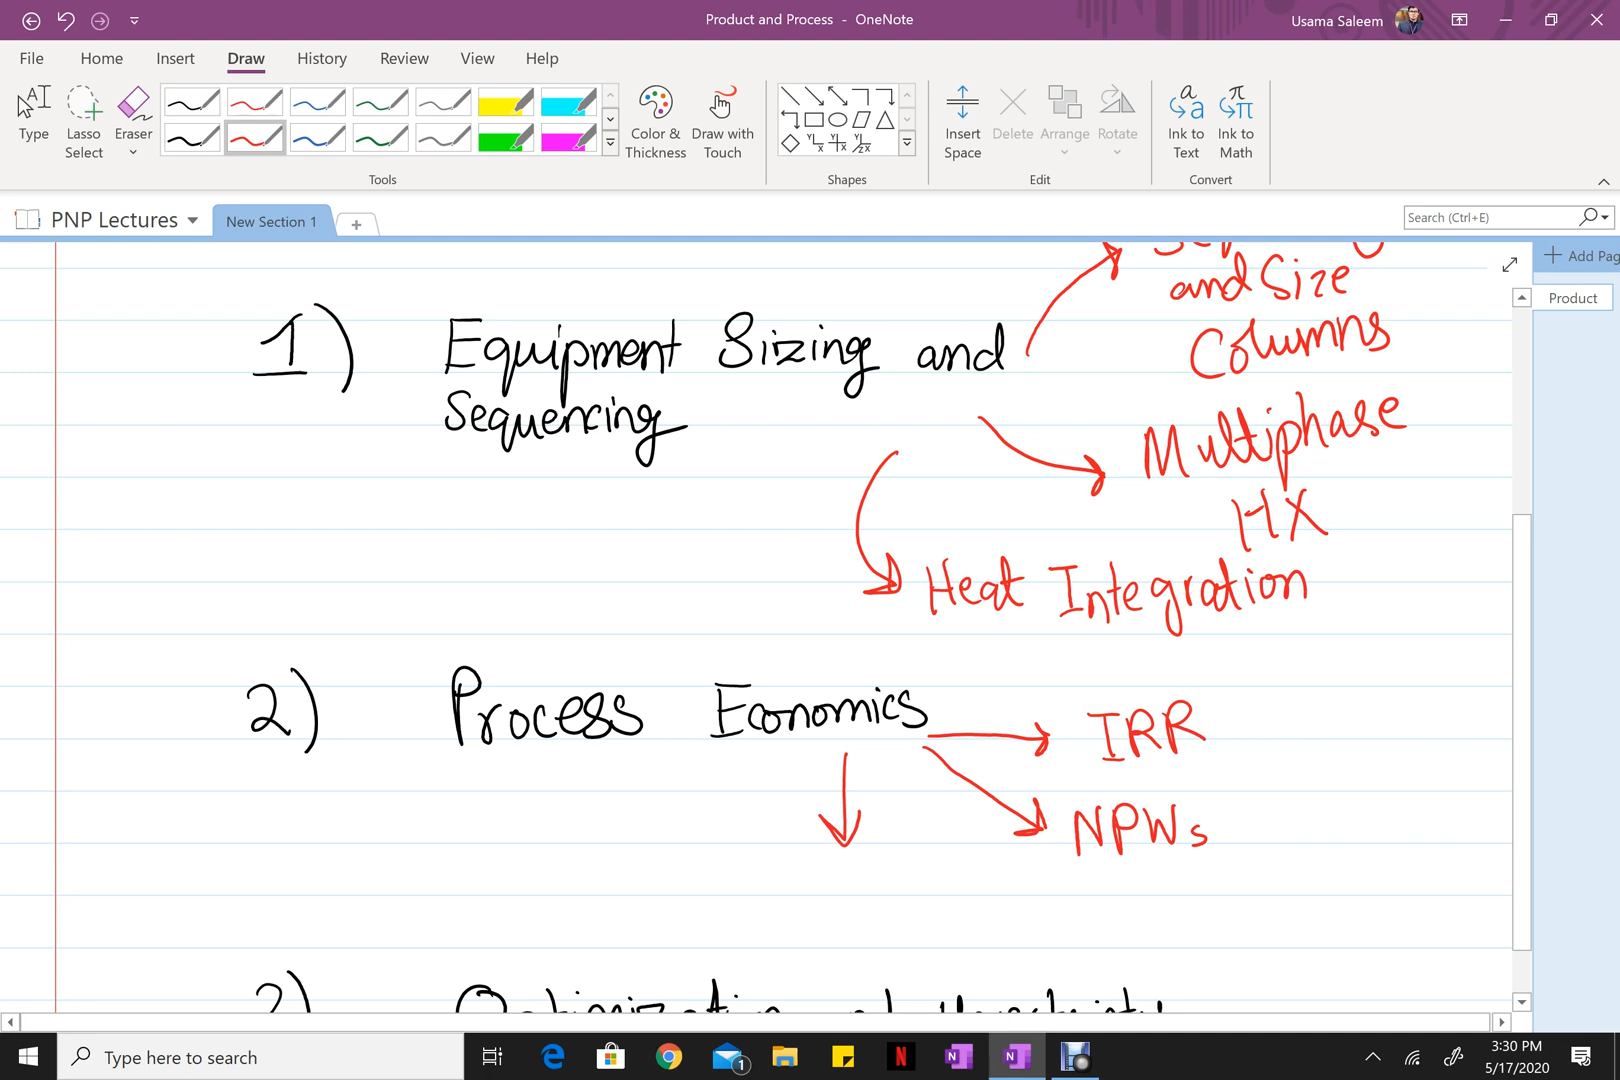 Product and Process - OneNote
Usama Saleem
File Home Insert Draw History Review View Help
Type
Lasso Select
Eraser
Color & Thickness
Draw with Touch
Insert Space
Delete
Arrange
Rotate
Ink to Text
Ink to Math
Tools
Shapes
Edit
Convert
PNP Lectures
New Section 1
Search (Ctrl+E)
Add Pag
Product
and Size
Columns
1) Equipment Sizing and
Sequencing
Multiphase
HX
Heat Integration
2) Process Economics
IRR
NPWs
Type here to search
1
3:30 PM
5/17/2020